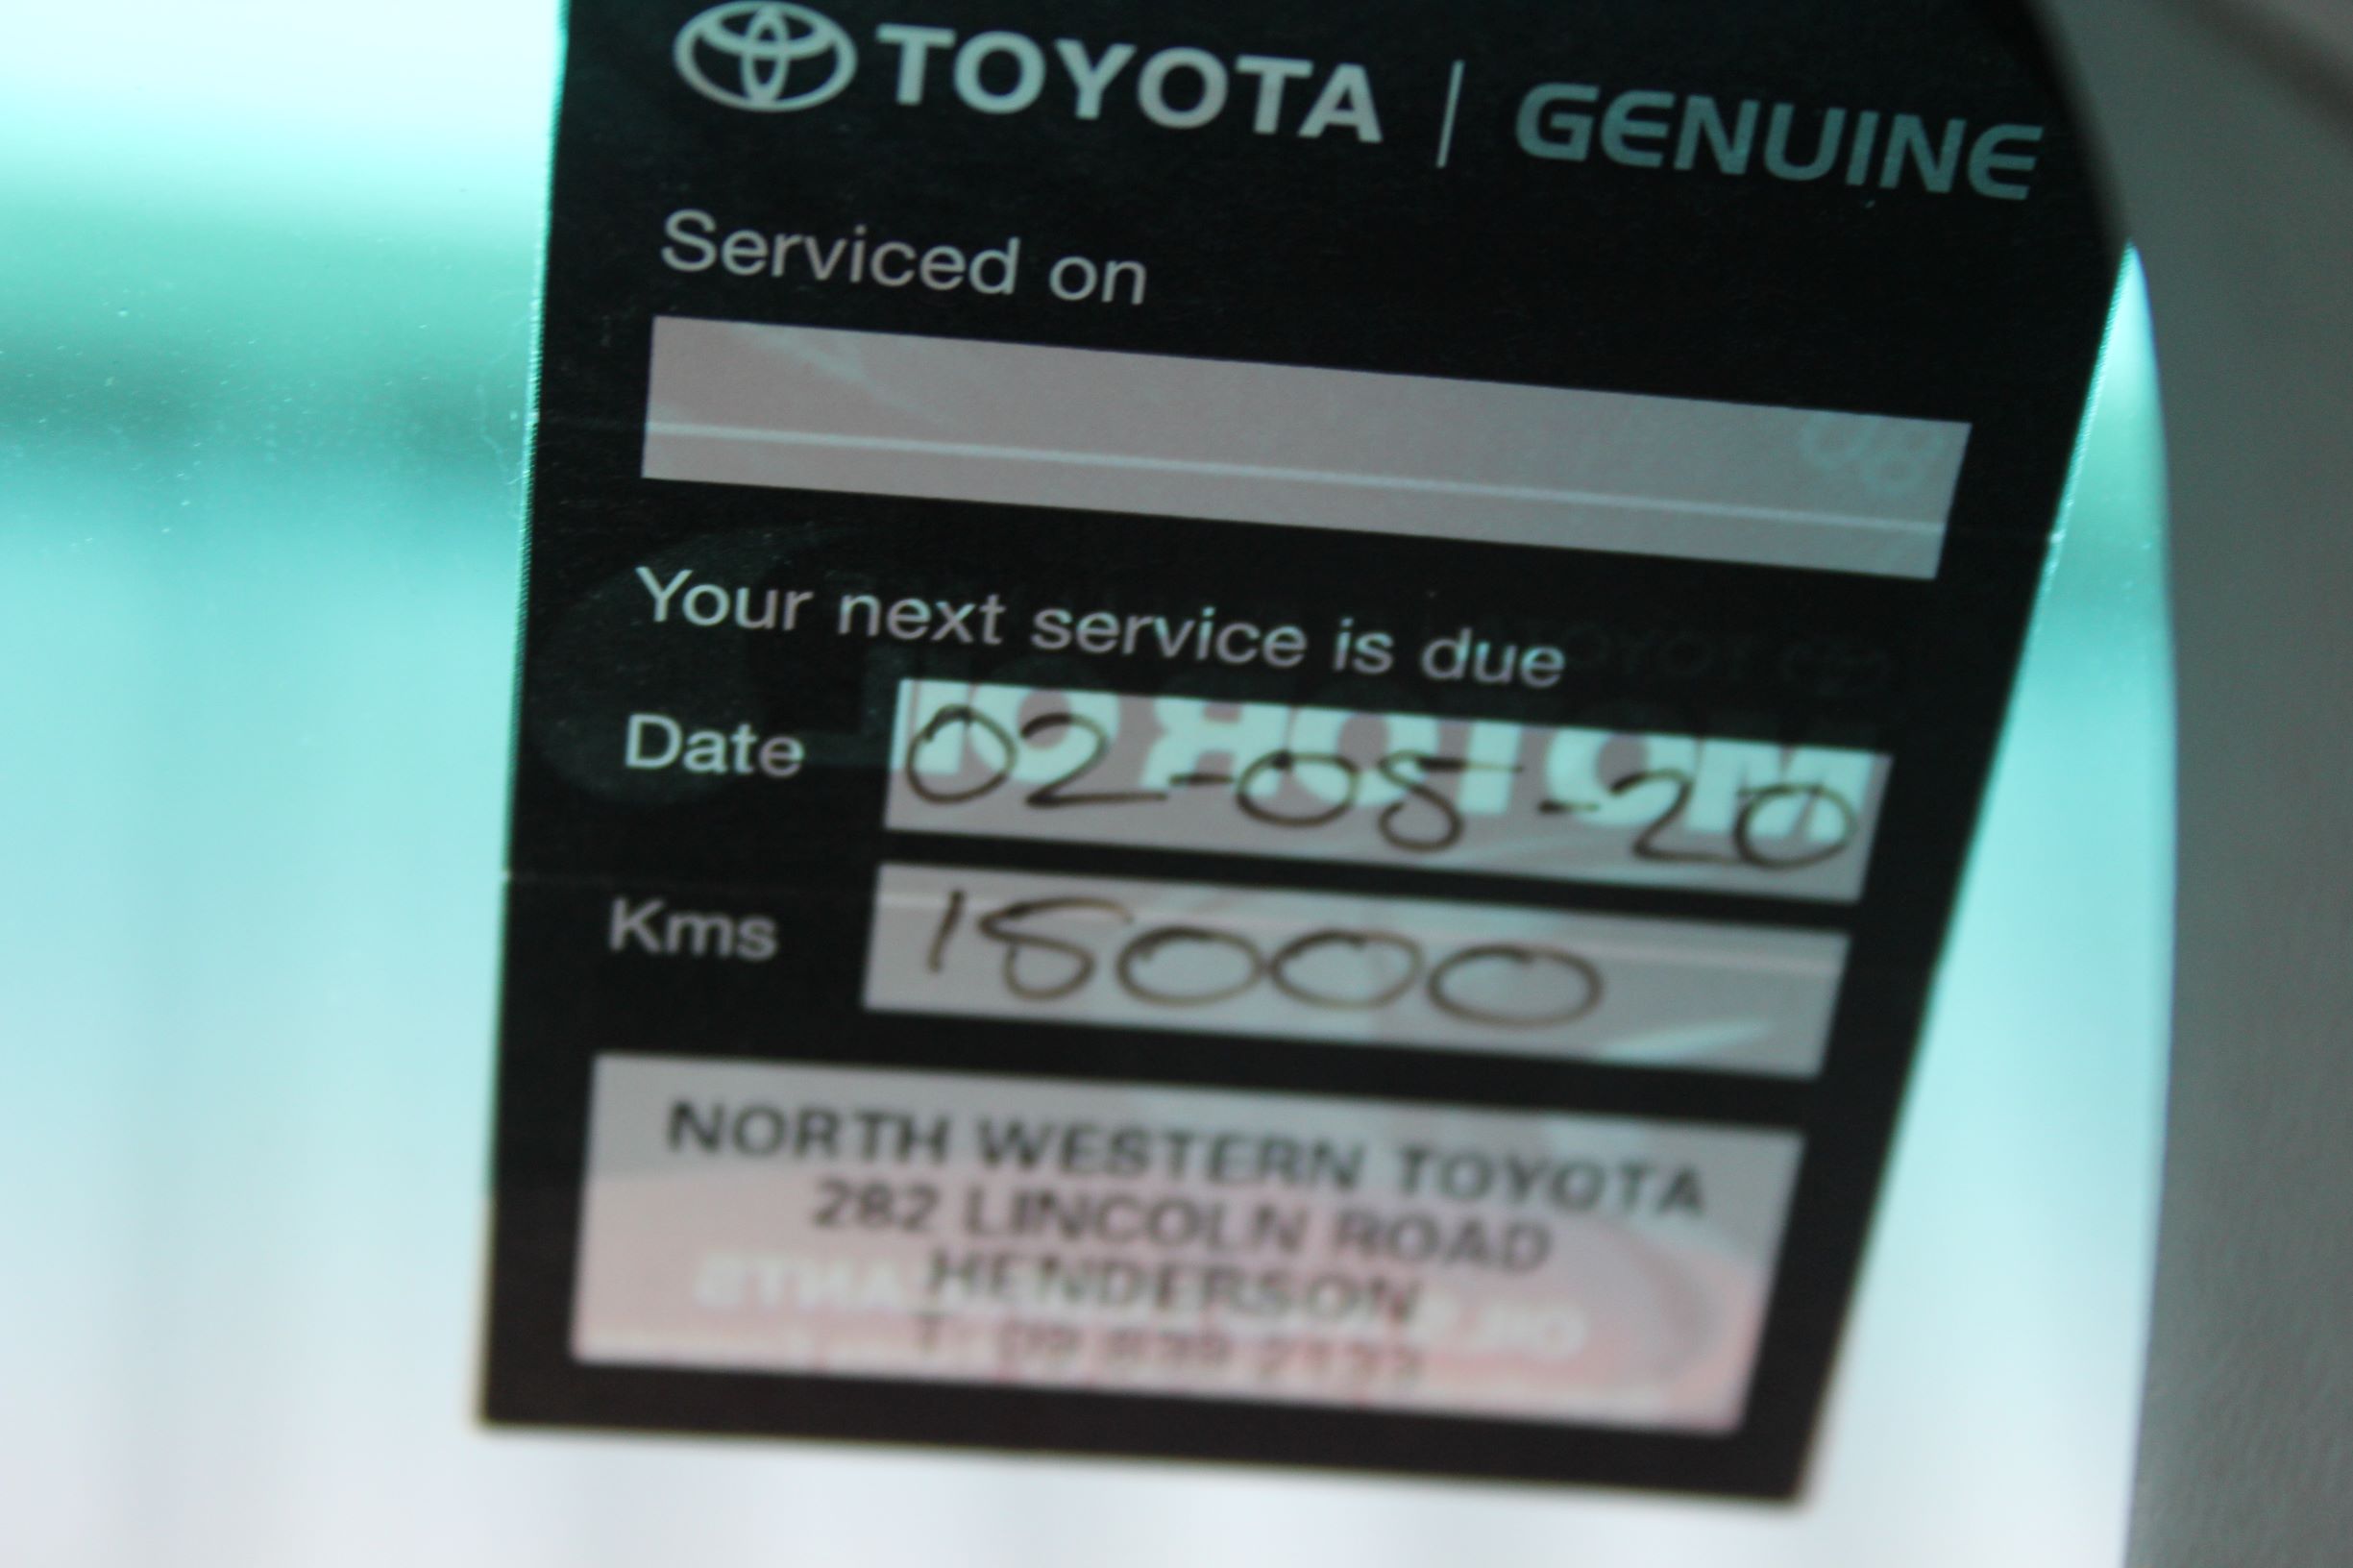 TOYOTA | GENUINE
Serviced on
Your next service is due
Date 02-08-20
Kms 18000
NORTH WESTERN TOYOTA
282 LINCOLN ROAD
HENDERSON
T: 09